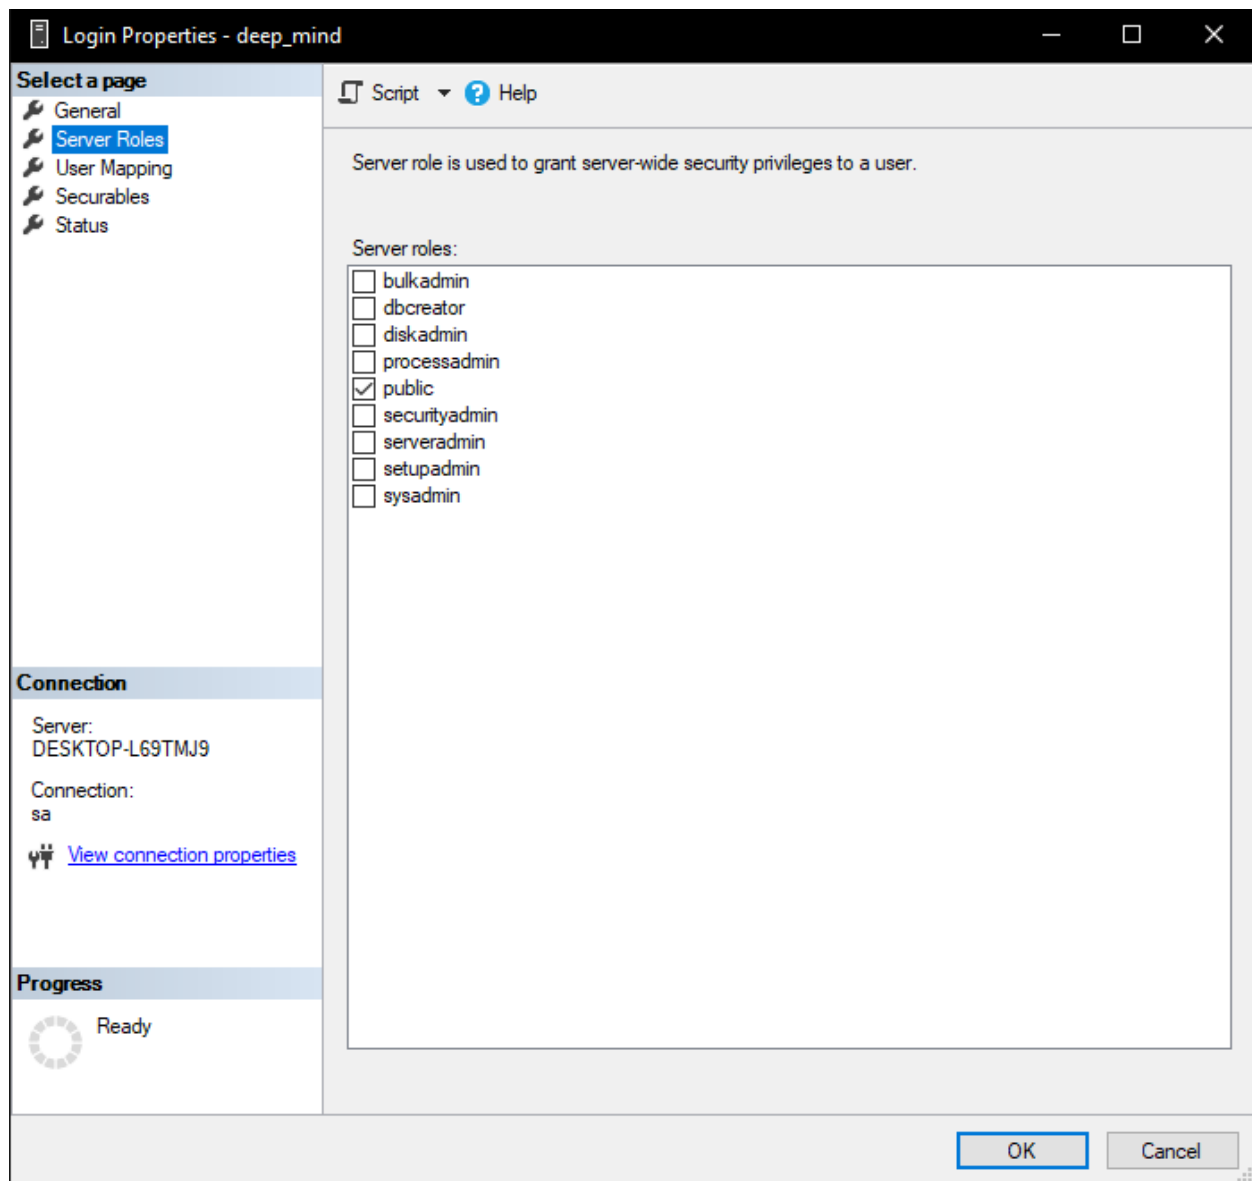 Login Properties - deep_mind
Select a page
General
Server Roles
User Mapping
Securables
Status
Script
Help
Server role is used to grant server-wide security privileges to a user.
Server roles:
bulkadmin
dbcreator
diskadmin
processadmin
public
securityadmin
serveradmin
setupadmin
sysadmin
Connection
Server:
DESKTOP-L69TMJ9
Connection:
sa
View connection properties
Progress
Ready
OK
Cancel